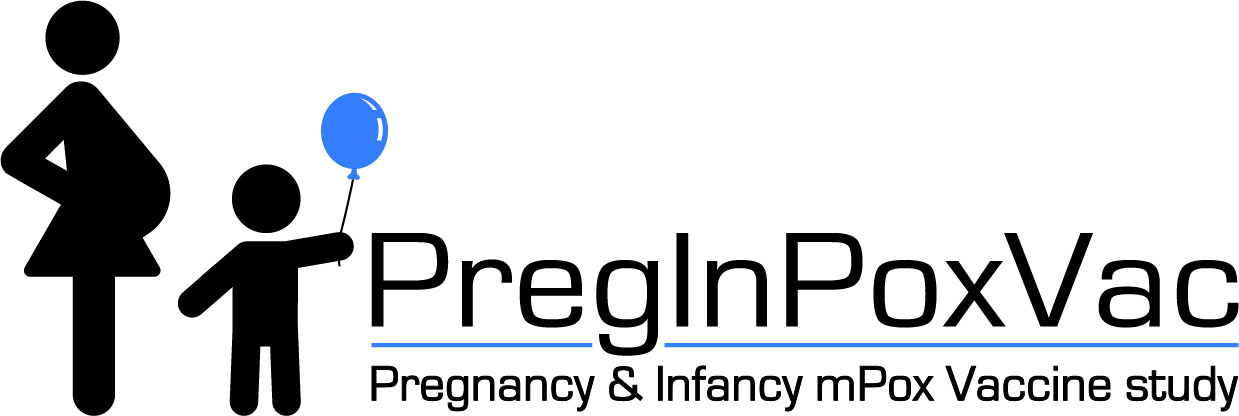 PregInPoxVac
Pregnancy & Infancy mPox Vaccine study